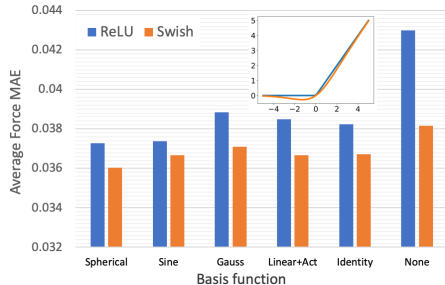 0.044
0.042
0.04
0.038
0.036
0.034
0.032
Average Force MAE
ReLU Swish
5
4
3
2
1
0
−4 −2 0 2 4
Spherical Sine Gauss Linear+Act Identity None
Basis function